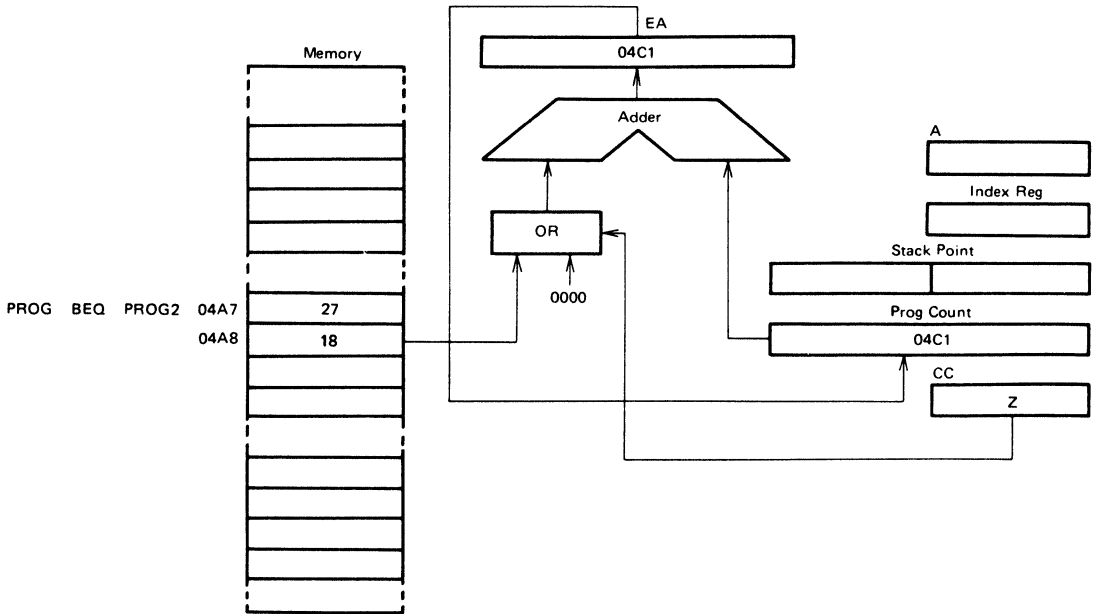 EA
04C1
Memory
Adder
A
Index Reg
OR
Stack Point
0000
PROG BEQ PROG2 04A7 27
Prog Count
04A8 18
04C1
CC
Z